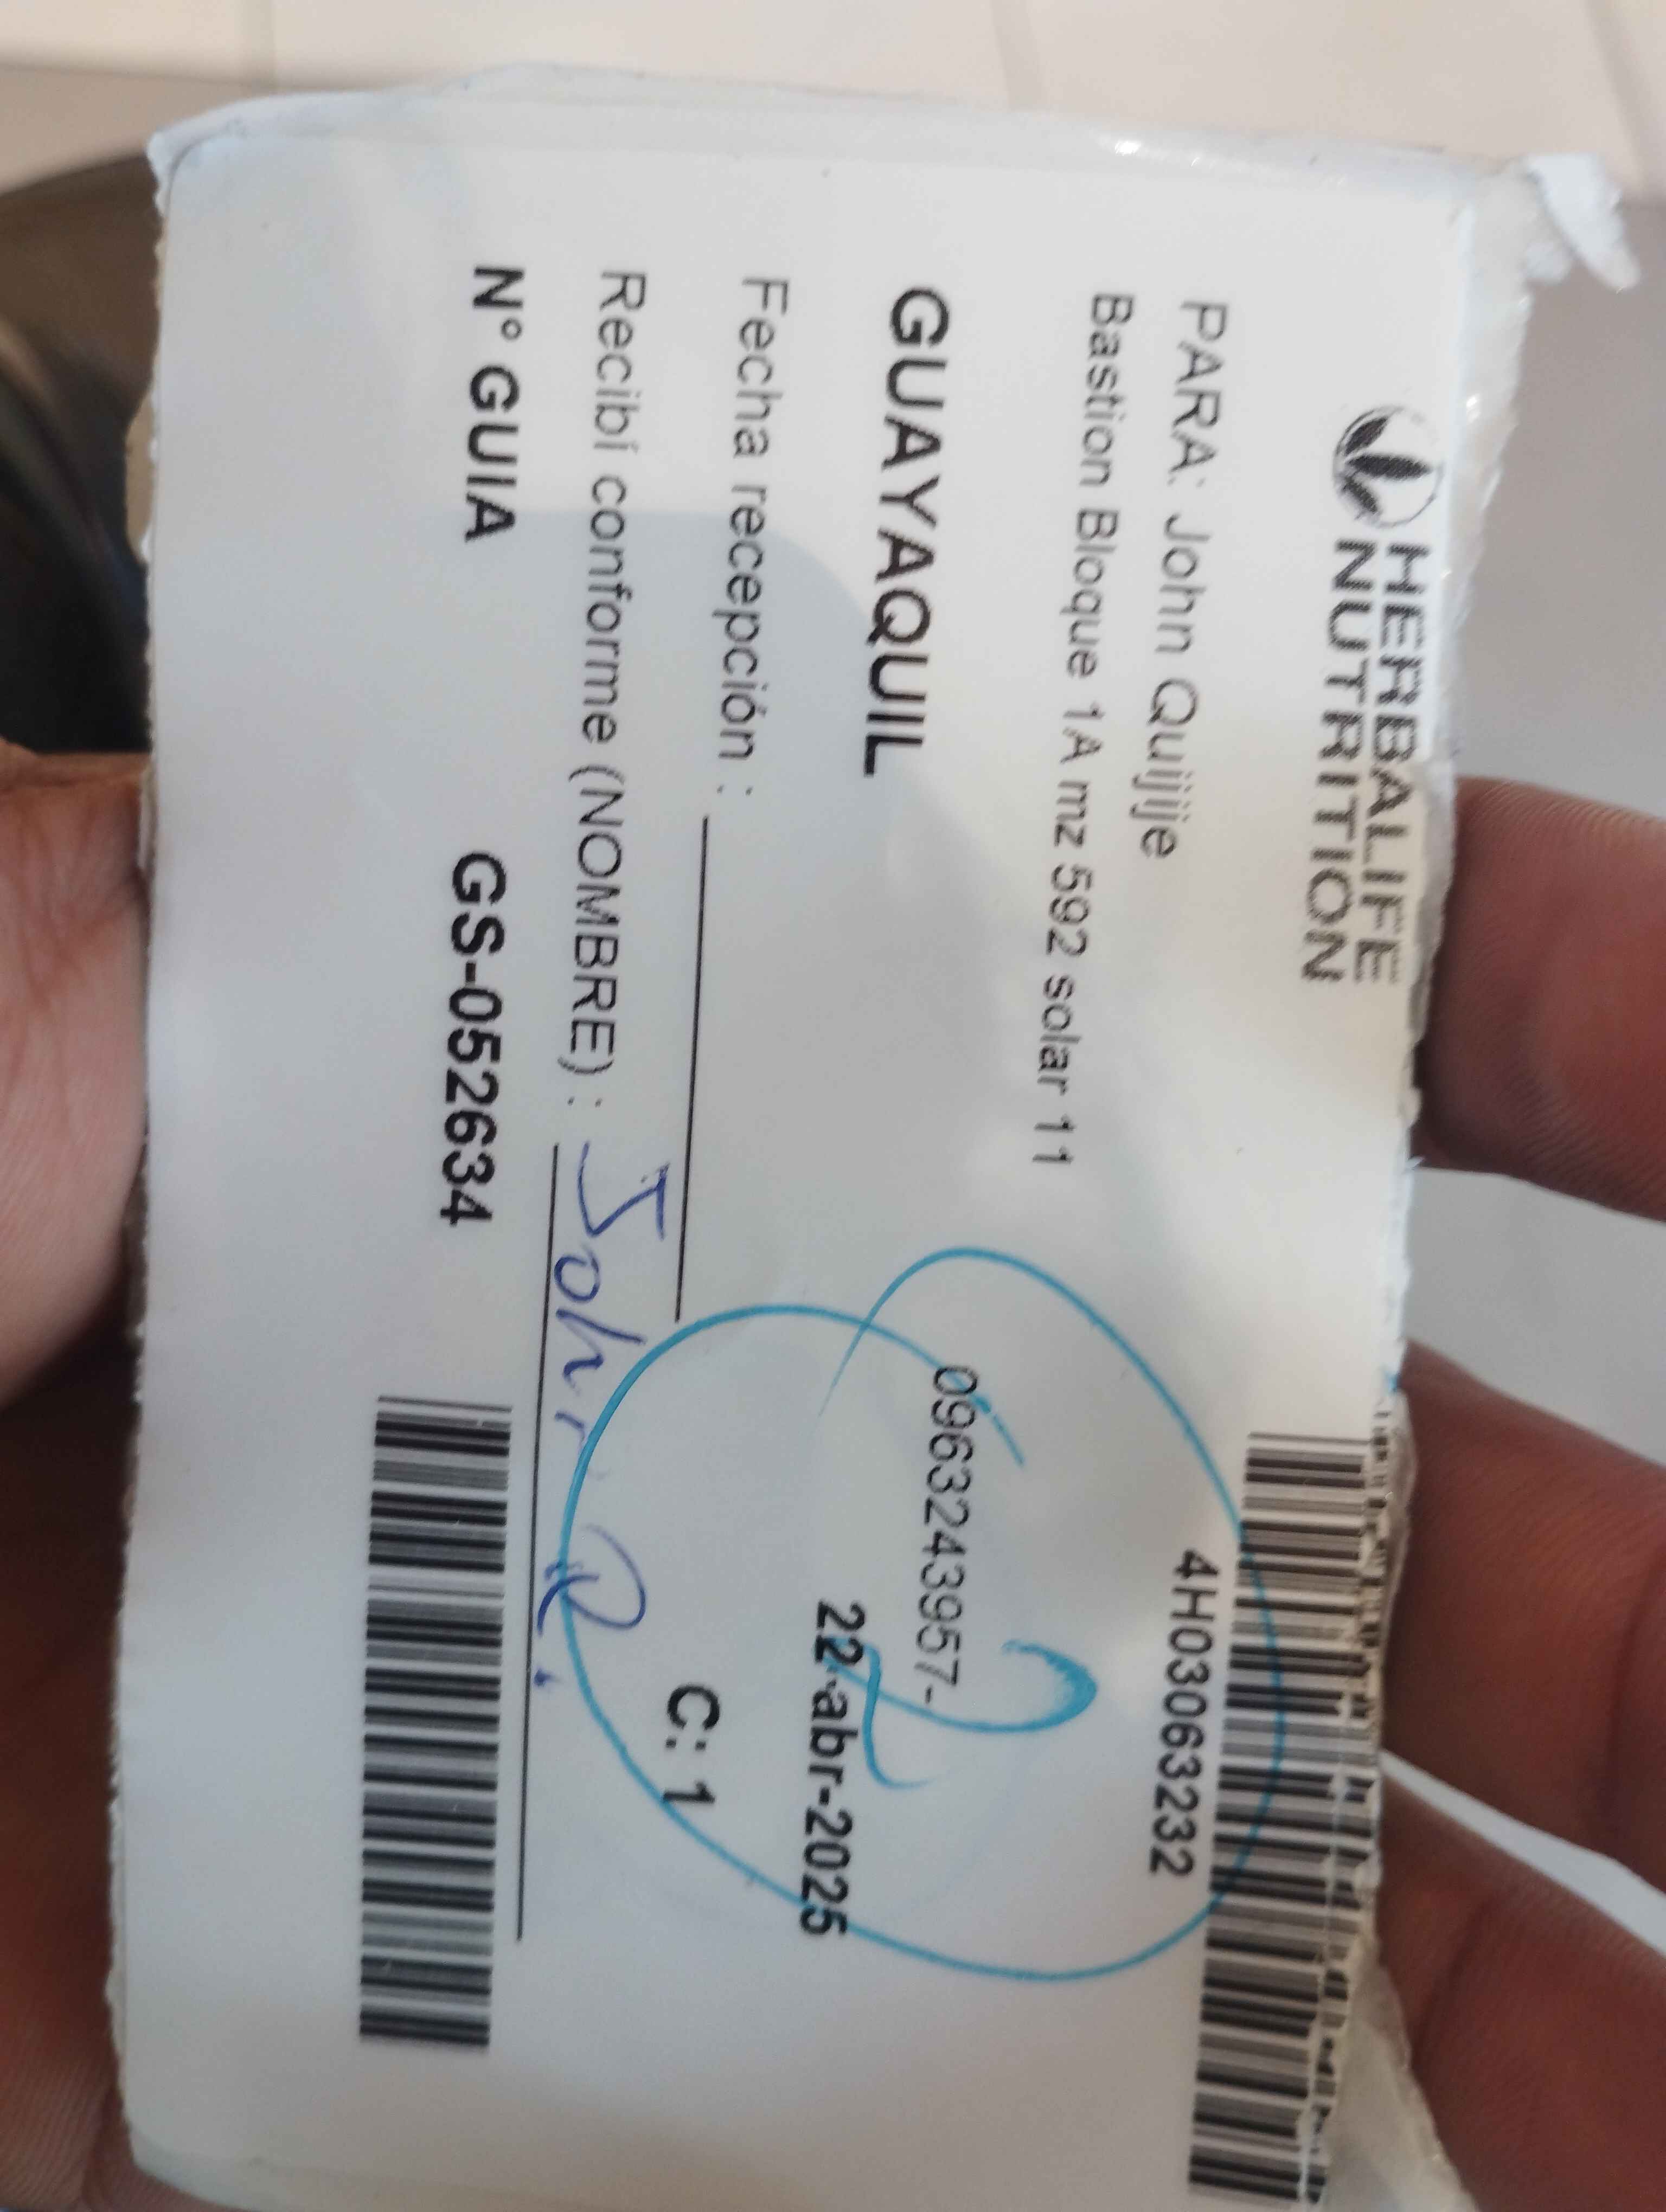 HERBALIFE
NUTRITION
4H03063232
PARA: John Quijije
Bastion Bloque 1A mz 592 solar 11
0963243957-
GUAYAQUIL
22-abr-2025
Fecha recepción :
C: 1
Recibí conforme (NOMBRE) : John Q.
N° GUIA GS-052634